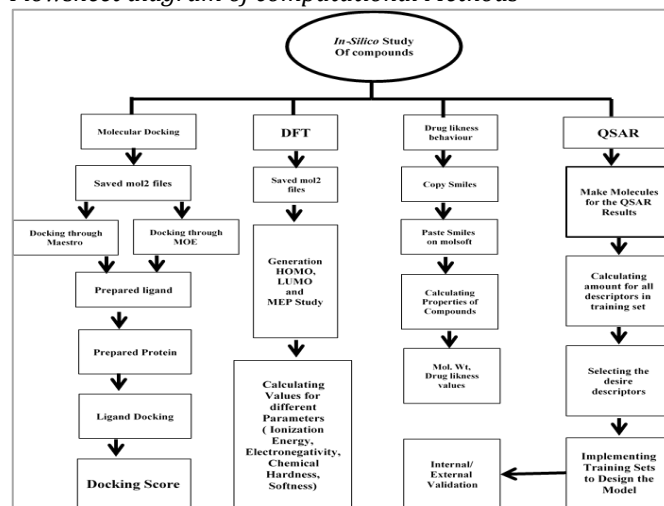 Flowsheet diagram of computational Methods
In-Silico Study
Of compounds
Molecular Docking
Saved mol2 files
Docking through
Maestro
Docking through
MOE
Prepared ligand
Prepared Protein
Ligand Docking
Docking Score
DFT
Saved mol2
files
Generation
HOMO,
LUMO
and
MEP Study
Calculating
Values for
different
Parameters
( Ionization
Energy,
Electronegativity,
Chemical
Hardness,
Softness)
Drug likness
behaviour
Copy Smiles
Paste Smiles
on molsoft
Calculating
Properties of
Compounds
Mol. Wt,
Drug likness
values
QSAR
Make Molecules
for the QSAR
Results
Calculating
amount for all
descriptors in
training set
Selecting the
desire
descriptors
Implementing
Training Sets
to Design the
Model
Internal/
External
Validation